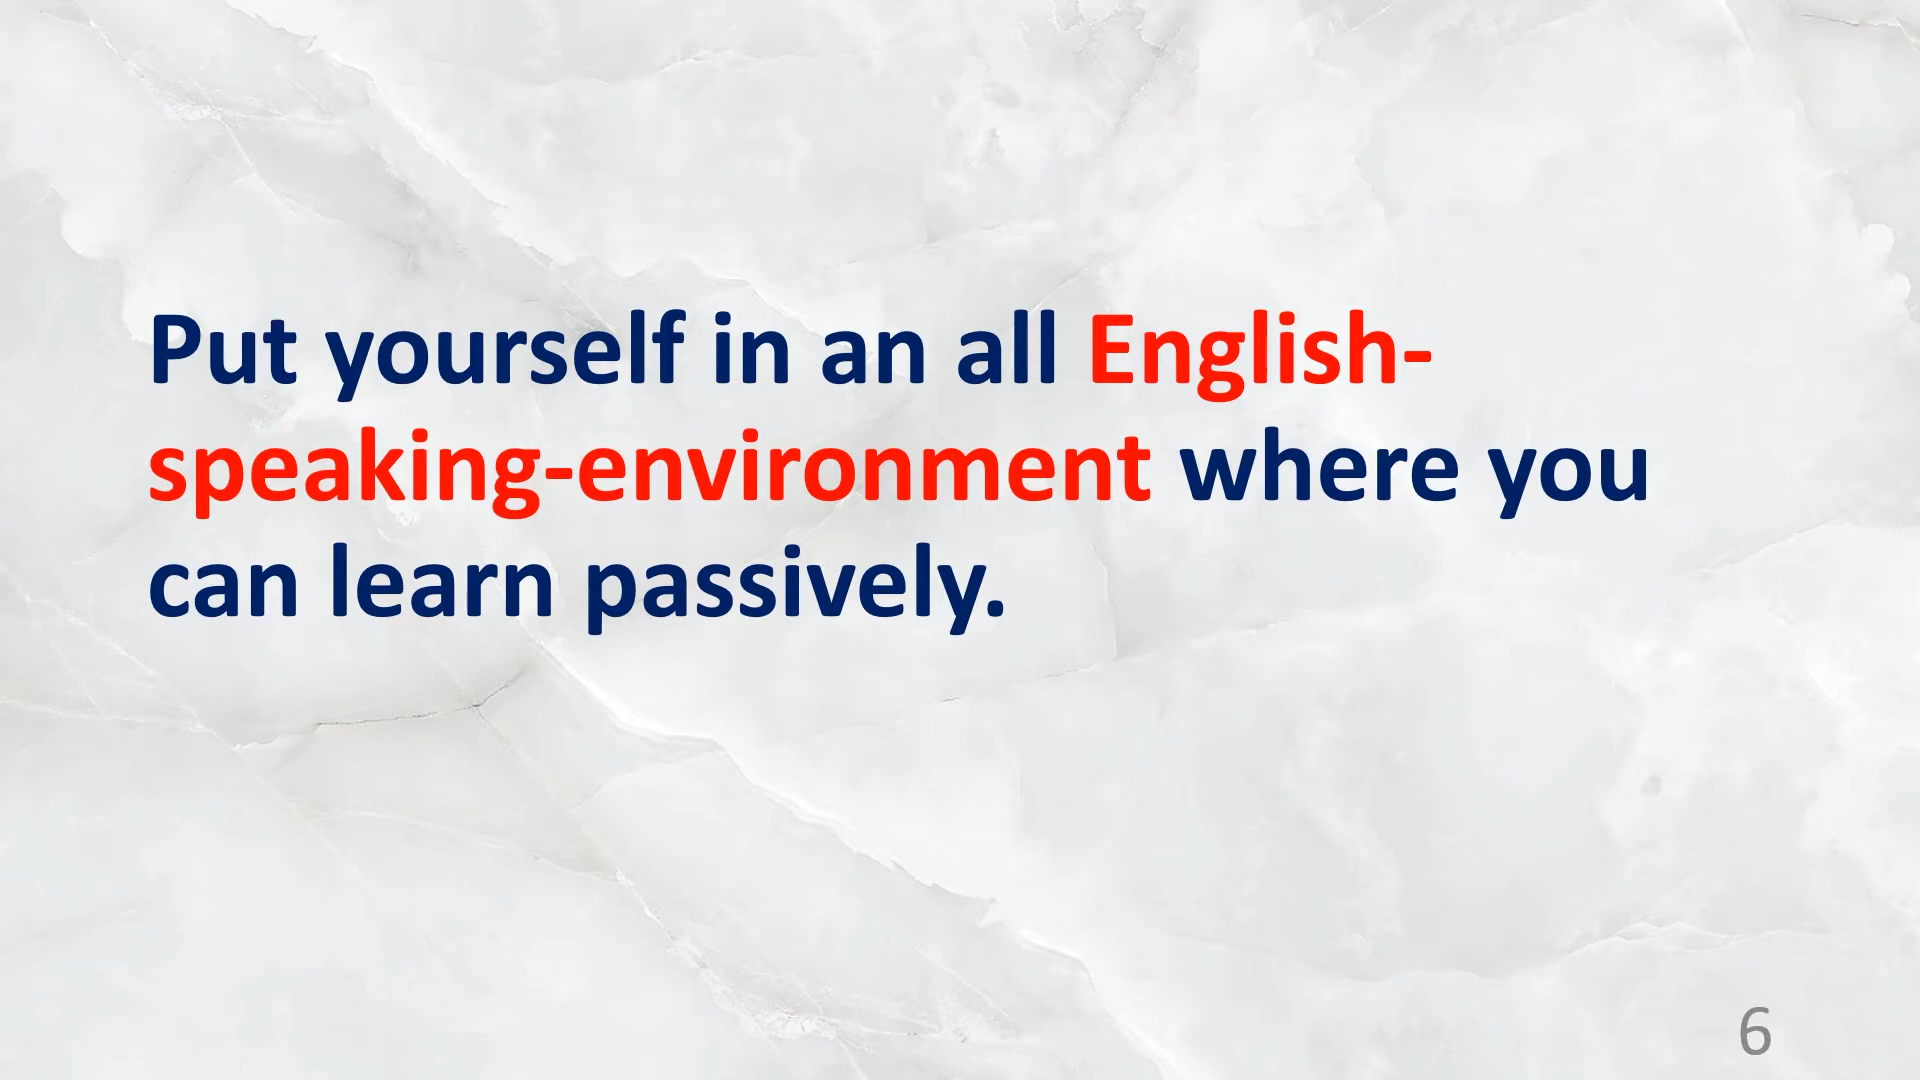 Put yourself in an all English-
speaking-environment where you
can learn passively.
6